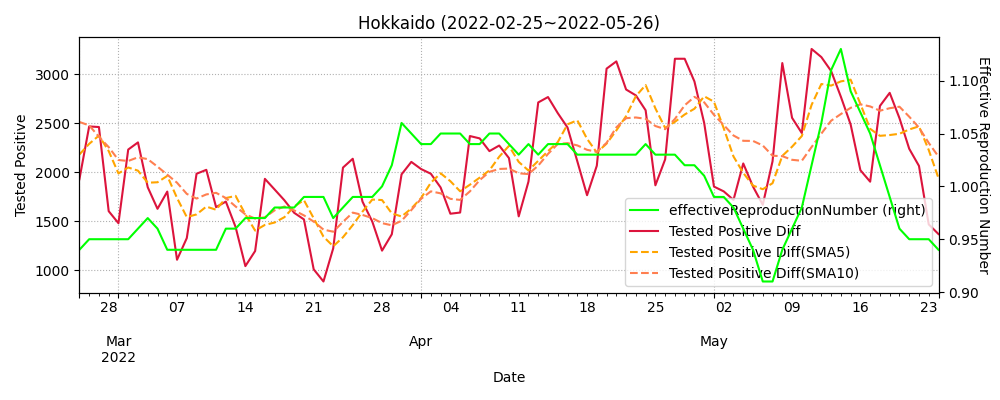 Hokkaido (2022-02-25~2022-05-26)
Tested Positive
3000
2500
2000
1500
1000
1.10
1.05
1.00
0.95
0.90
Effective Reproduction Number
effectiveReproductionNumber (right)
Tested Positive Diff
Tested Positive Diff(SMA5)
Tested Positive Diff(SMA10)
28 07 14 21 28 04 11 18 25 02 09 16 23
Mar Apr May
2022
Date